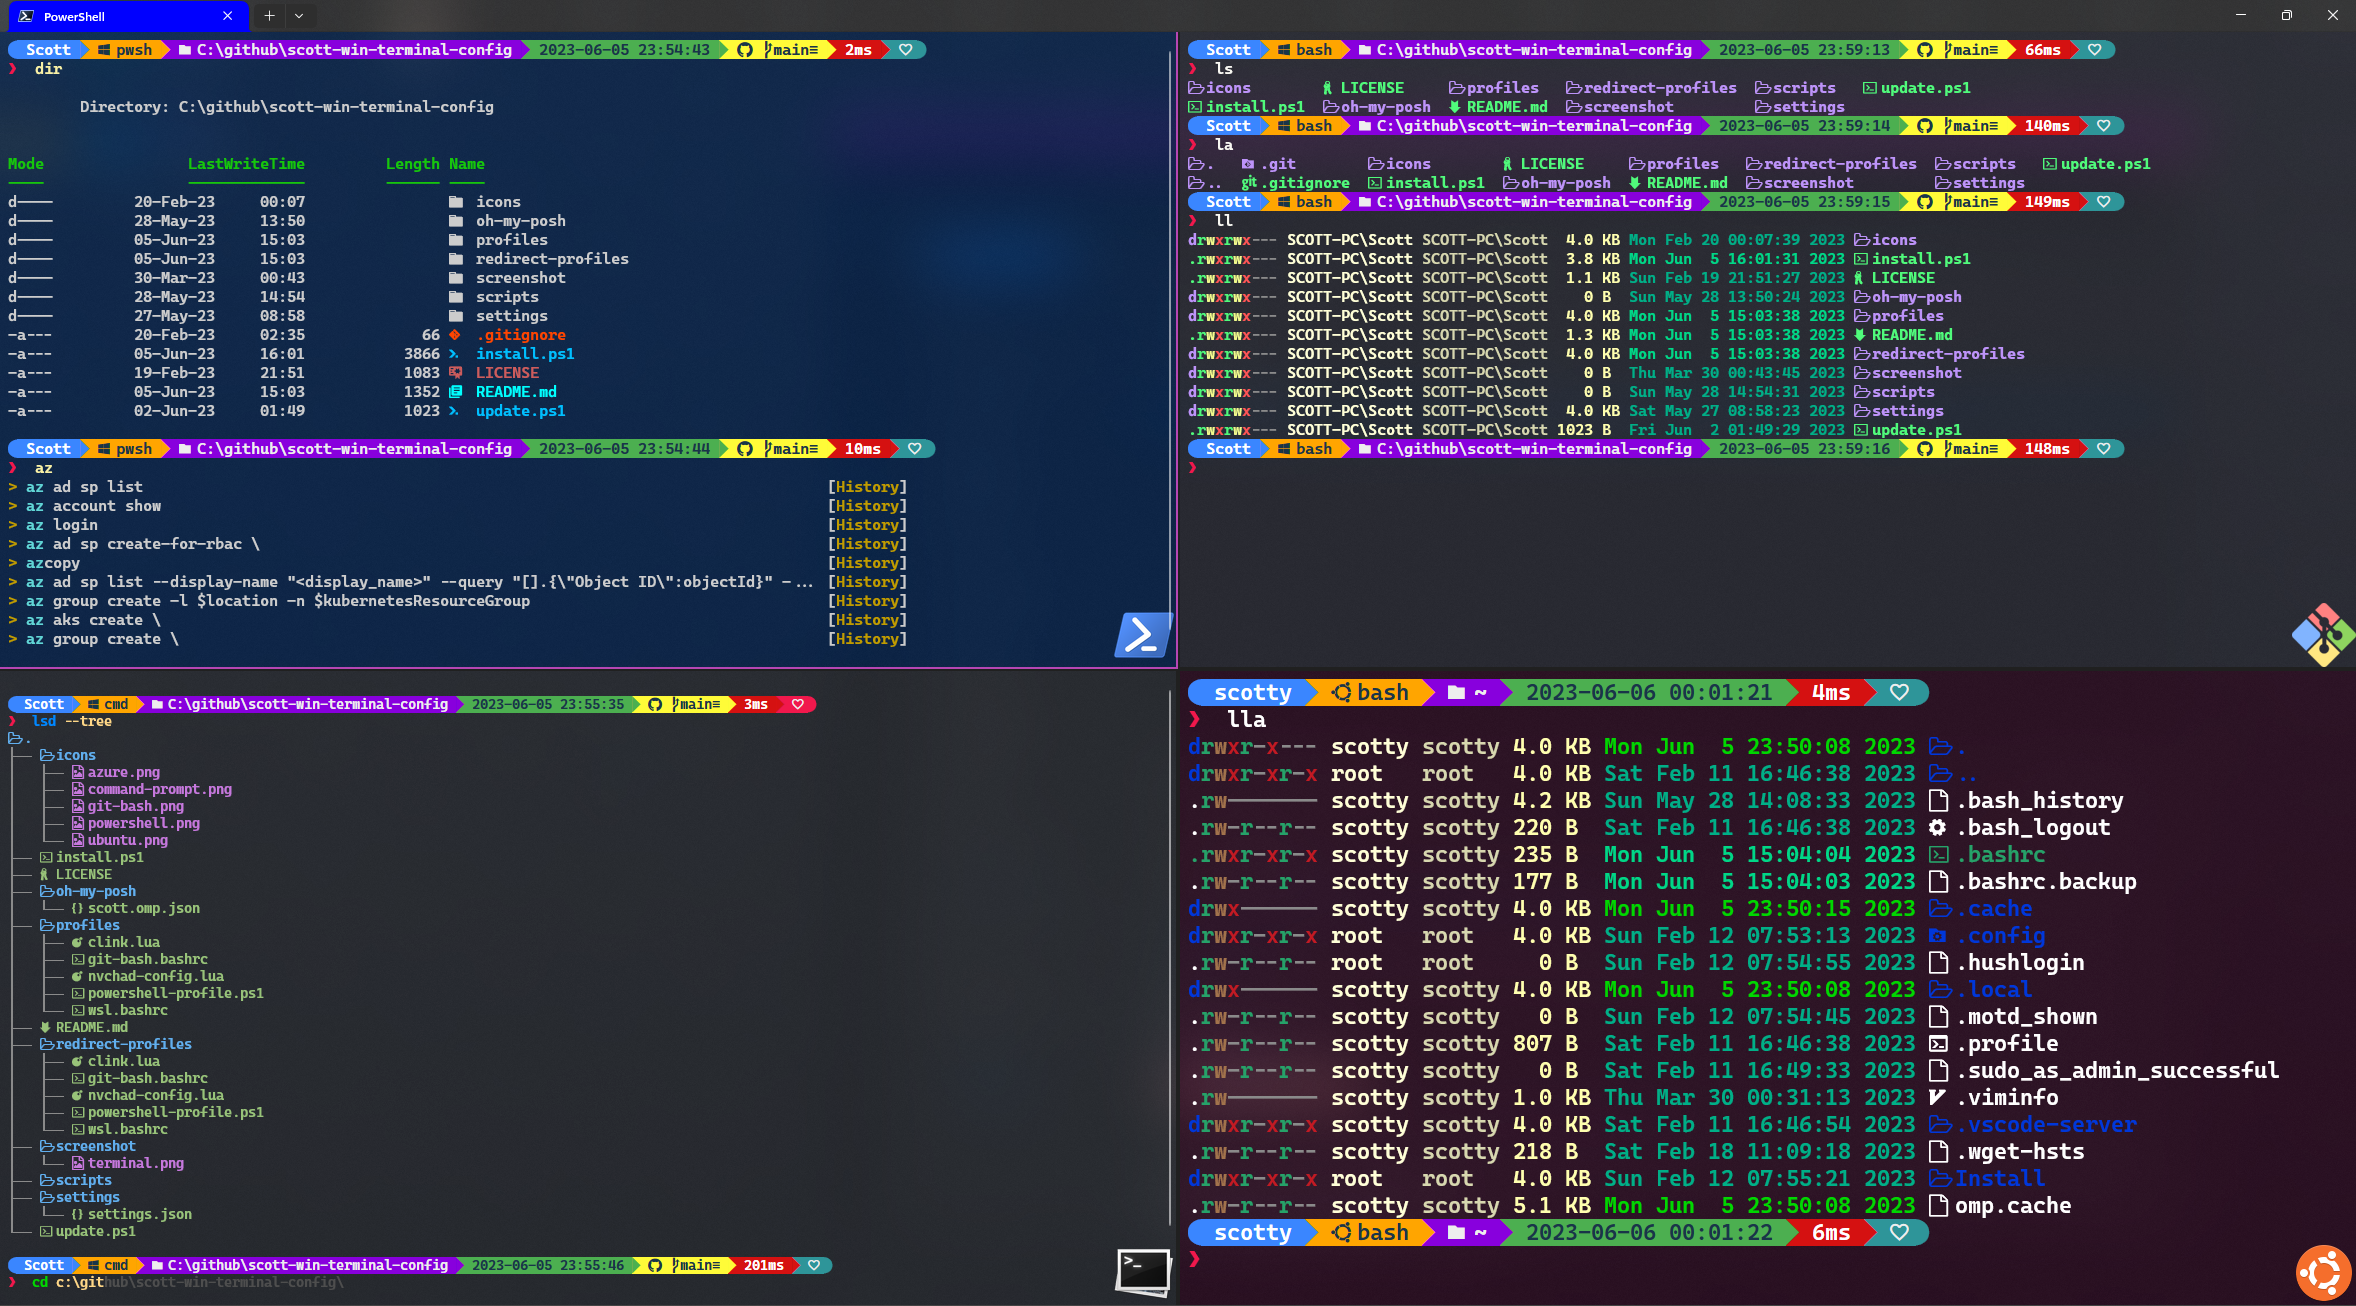 PowerShell
Scott pwsh C:\github\scott-win-terminal-config 2023-06-05 23:54:43 main≡ 2ms
❯ dir
Directory: C:\github\scott-win-terminal-config
Mode LastWriteTime Length Name
d---- 20-Feb-23 00:07 icons
d---- 28-May-23 13:50 oh-my-posh
d---- 05-Jun-23 15:03 profiles
d---- 05-Jun-23 15:03 redirect-profiles
d---- 30-Mar-23 00:43 screenshot
d---- 28-May-23 14:54 scripts
d---- 27-May-23 08:58 settings
-a--- 20-Feb-23 02:35 66 .gitignore
-a--- 05-Jun-23 16:01 3866 install.ps1
-a--- 19-Feb-23 21:51 1083 LICENSE
-a--- 05-Jun-23 15:03 1352 README.md
-a--- 02-Jun-23 01:49 1023 update.ps1
Scott pwsh C:\github\scott-win-terminal-config 2023-06-05 23:54:44 main≡ 10ms
❯ az
> az ad sp list [History]
> az account show [History]
> az login [History]
> az ad sp create-for-rbac \ [History]
> azcopy [History]
> az ad sp list --display-name "<display_name>" --query "[].{\"Object ID\":objectId}" -... [History]
> az group create -l $location -n $kubernetesResourceGroup [History]
> az aks create \ [History]
> az group create \ [History]
Scott bash C:\github\scott-win-terminal-config 2023-06-05 23:59:13 main≡ 66ms
❯ ls
icons LICENSE profiles redirect-profiles scripts update.ps1
install.ps1 oh-my-posh README.md screenshot settings
Scott bash C:\github\scott-win-terminal-config 2023-06-05 23:59:14 main≡ 140ms
❯ la
. .git icons LICENSE profiles redirect-profiles scripts update.ps1
.. git .gitignore install.ps1 oh-my-posh README.md screenshot settings
Scott bash C:\github\scott-win-terminal-config 2023-06-05 23:59:15 main≡ 149ms
❯ ll
drwxrwx--- SCOTT-PC\Scott SCOTT-PC\Scott 4.0 KB Mon Feb 20 00:07:39 2023 icons
.rwxrwx--- SCOTT-PC\Scott SCOTT-PC\Scott 3.8 KB Mon Jun 5 16:01:31 2023 install.ps1
.rwxrwx--- SCOTT-PC\Scott SCOTT-PC\Scott 1.1 KB Sun Feb 19 21:51:27 2023 LICENSE
drwxrwx--- SCOTT-PC\Scott SCOTT-PC\Scott 0 B Sun May 28 13:50:24 2023 oh-my-posh
drwxrwx--- SCOTT-PC\Scott SCOTT-PC\Scott 4.0 KB Mon Jun 5 15:03:38 2023 profiles
.rwxrwx--- SCOTT-PC\Scott SCOTT-PC\Scott 1.3 KB Mon Jun 5 15:03:38 2023 README.md
drwxrwx--- SCOTT-PC\Scott SCOTT-PC\Scott 4.0 KB Mon Jun 5 15:03:38 2023 redirect-profiles
drwxrwx--- SCOTT-PC\Scott SCOTT-PC\Scott 0 B Thu Mar 30 00:43:45 2023 screenshot
drwxrwx--- SCOTT-PC\Scott SCOTT-PC\Scott 0 B Sun May 28 14:54:31 2023 scripts
drwxrwx--- SCOTT-PC\Scott SCOTT-PC\Scott 4.0 KB Sat May 27 08:58:23 2023 settings
.rwxrwx--- SCOTT-PC\Scott SCOTT-PC\Scott 1023 B Fri Jun 2 01:49:29 2023 update.ps1
Scott bash C:\github\scott-win-terminal-config 2023-06-05 23:59:16 main≡ 148ms
❯
Scott cmd C:\github\scott-win-terminal-config 2023-06-05 23:55:35 main≡ 3ms
❯ lsd --tree
.
icons
azure.png
command-prompt.png
git-bash.png
powershell.png
ubuntu.png
install.ps1
LICENSE
oh-my-posh
{} scott.omp.json
profiles
clink.lua
git-bash.bashrc
nvchad-config.lua
powershell-profile.ps1
wsl.bashrc
README.md
redirect-profiles
clink.lua
git-bash.bashrc
nvchad-config.lua
powershell-profile.ps1
wsl.bashrc
screenshot
terminal.png
scripts
settings
{} settings.json
update.ps1
Scott cmd C:\github\scott-win-terminal-config 2023-06-05 23:55:46 main≡ 201ms
❯ cd c:\github\scott-win-terminal-config\
scotty bash ~ 2023-06-06 00:01:21 4ms
❯ lla
drwxr-x--- scotty scotty 4.0 KB Mon Jun 5 23:50:08 2023 .
drwxr-xr-x root root 4.0 KB Sat Feb 11 16:46:38 2023 ..
.rw------- scotty scotty 4.2 KB Sun May 28 14:08:33 2023 .bash_history
.rw-r--r-- scotty scotty 220 B Sat Feb 11 16:46:38 2023 .bash_logout
.rwxr-xr-x scotty scotty 235 B Mon Jun 5 15:04:04 2023 .bashrc
.rw-r--r-- scotty scotty 177 B Mon Jun 5 15:04:03 2023 .bashrc.backup
drwx------ scotty scotty 4.0 KB Mon Jun 5 23:50:15 2023 .cache
drwxr-xr-x root root 4.0 KB Sun Feb 12 07:53:13 2023 .config
.rw-r--r-- root root 0 B Sun Feb 12 07:54:55 2023 .hushlogin
drwx------ scotty scotty 4.0 KB Mon Jun 5 23:50:08 2023 .local
.rw-r--r-- scotty scotty 0 B Sun Feb 12 07:54:45 2023 .motd_shown
.rw-r--r-- scotty scotty 807 B Sat Feb 11 16:46:38 2023 .profile
.rw-r--r-- scotty scotty 0 B Sat Feb 11 16:49:33 2023 .sudo_as_admin_successful
.rw------- scotty scotty 1.0 KB Thu Mar 30 00:31:13 2023 .viminfo
drwxr-xr-x scotty scotty 4.0 KB Sat Feb 11 16:46:54 2023 .vscode-server
.rw-r--r-- scotty scotty 218 B Sat Feb 18 11:09:18 2023 .wget-hsts
drwxr-xr-x root root 4.0 KB Sun Feb 12 07:55:21 2023 Install
.rw-r--r-- scotty scotty 5.1 KB Mon Jun 5 23:50:08 2023 omp.cache
scotty bash ~ 2023-06-06 00:01:22 6ms
❯